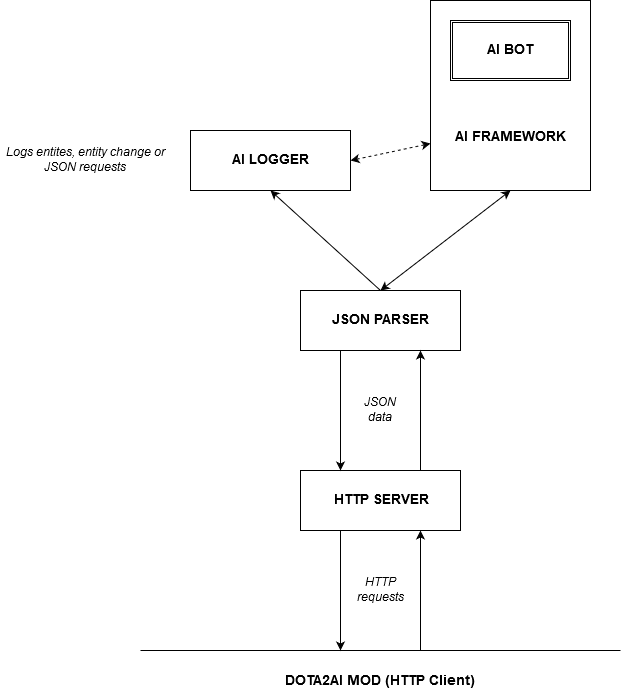 AI BOT
AI FRAMEWORK
AI LOGGER
Logs entites, entity change or
JSON requests
JSON PARSER
JSON
data
HTTP SERVER
HTTP
requests
DOTA2AI MOD (HTTP Client)